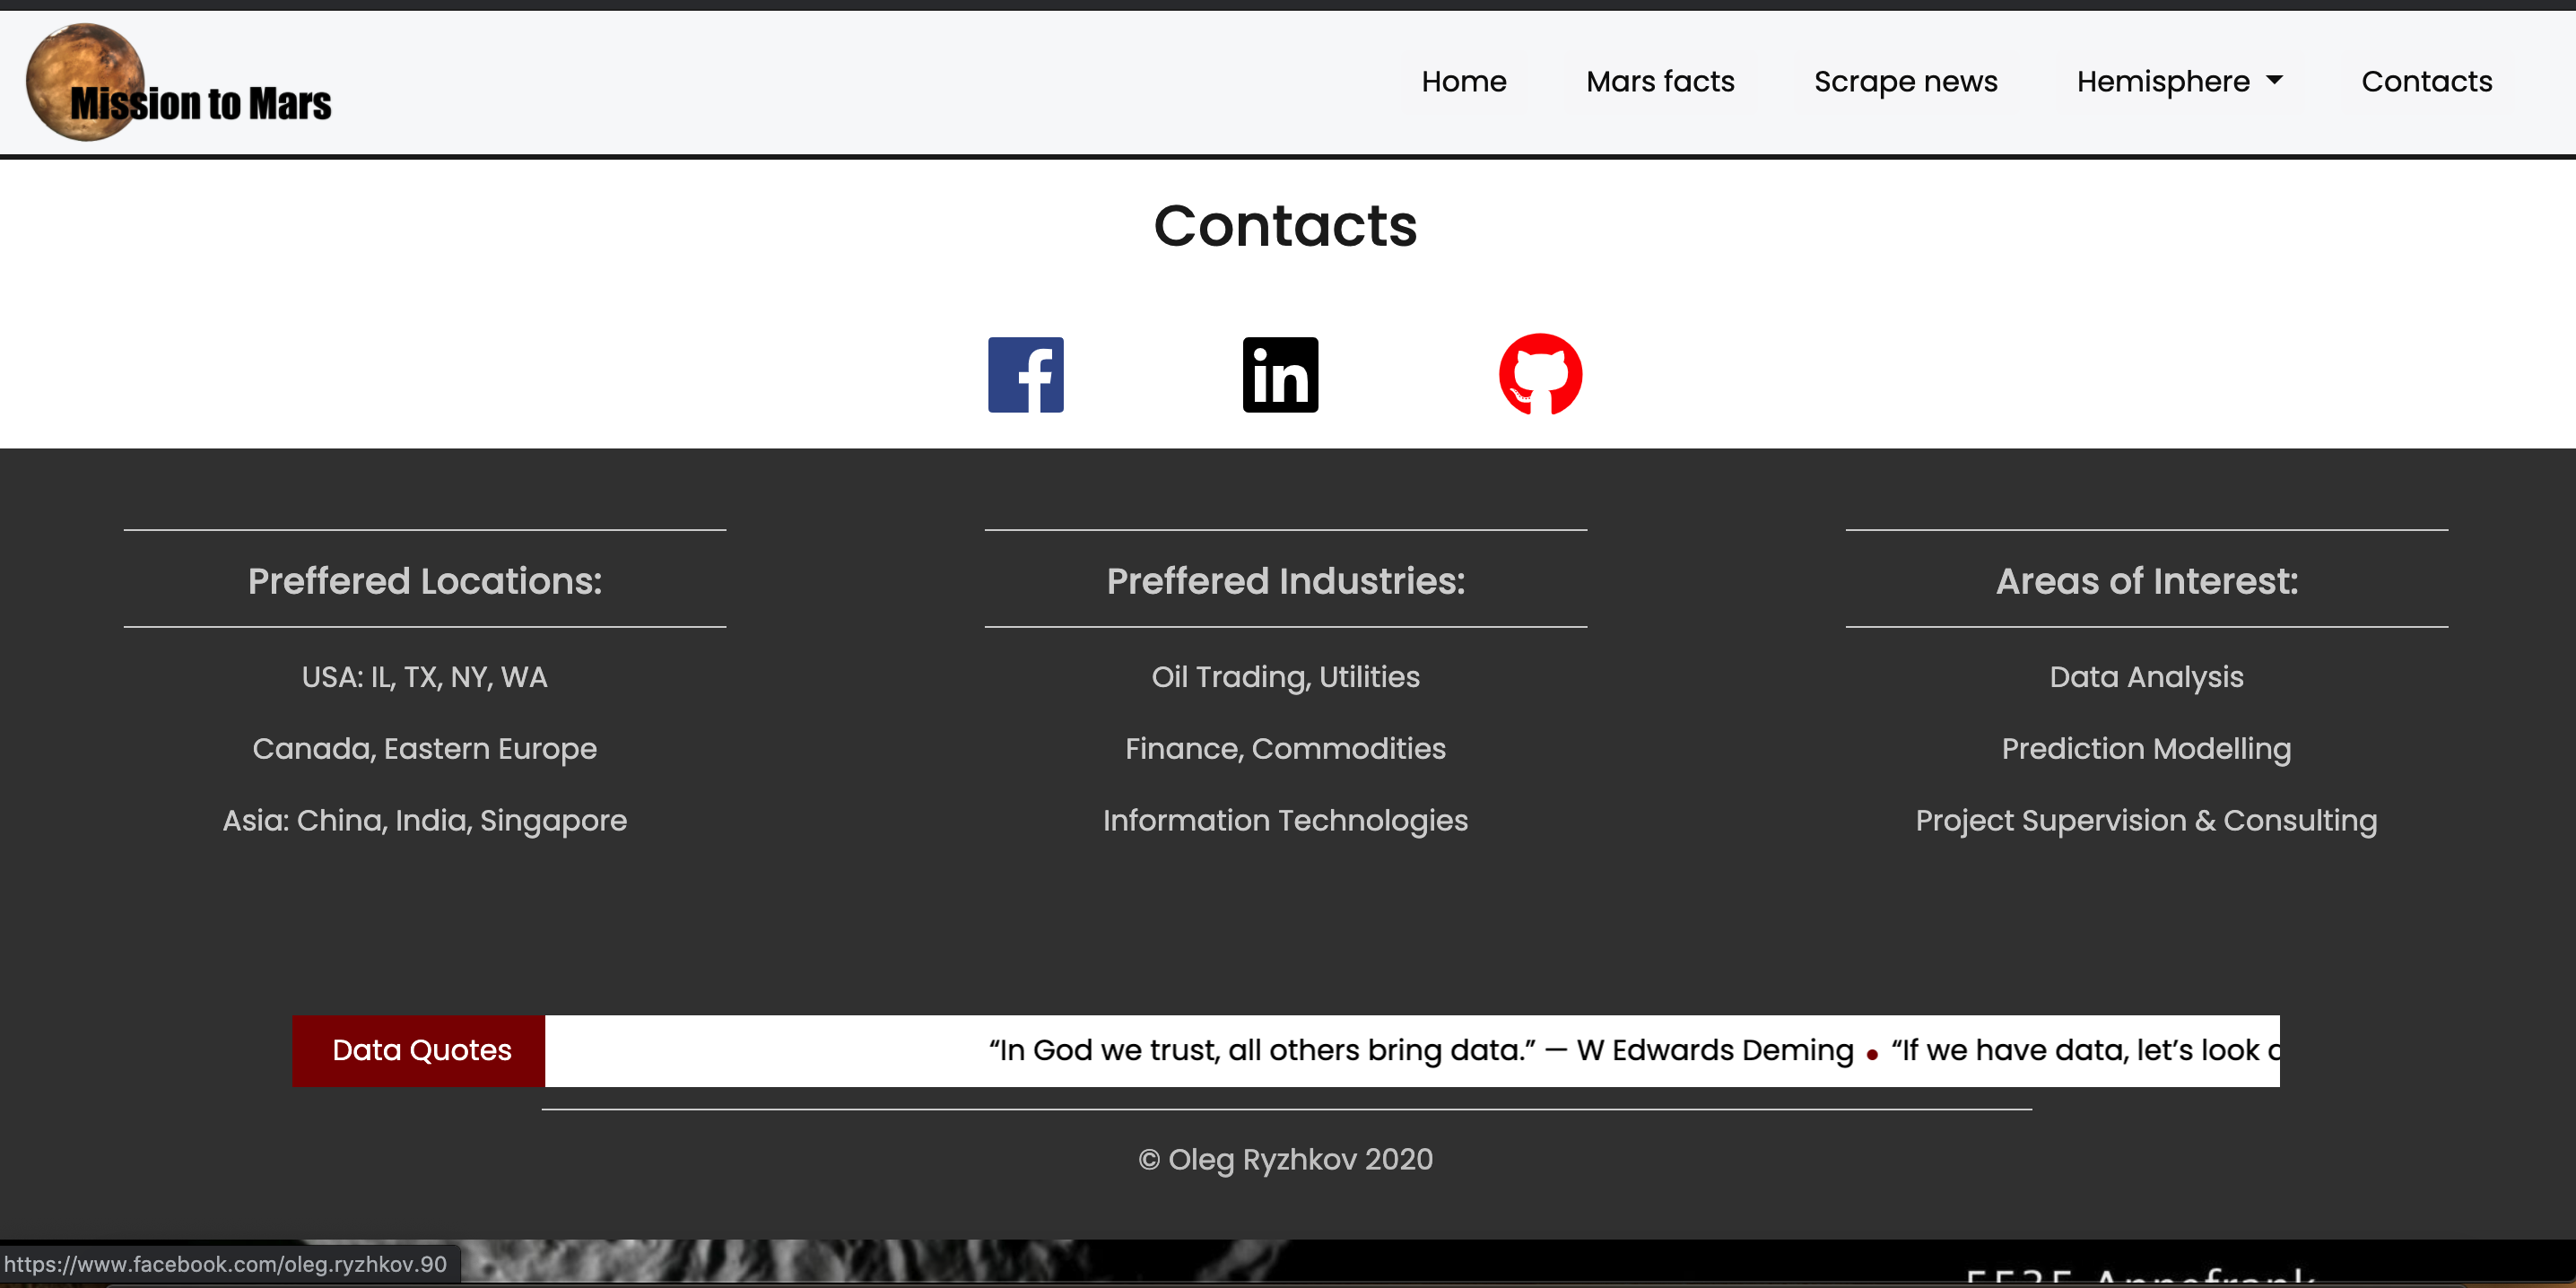 Mission to Mars
Home Mars facts Scrape news Hemisphere Contacts
Contacts
Preffered Locations:
USA: IL, TX, NY, WA
Canada, Eastern Europe
Asia: China, India, Singapore
Preffered Industries:
Oil Trading, Utilities
Finance, Commodities
Information Technologies
Areas of Interest:
Data Analysis
Prediction Modelling
Project Supervision & Consulting
Data Quotes
“In God we trust, all others bring data.” — W Edwards Deming • “If we have data, let’s look
© Oleg Ryzhkov 2020
https://www.facebook.com/oleg.ryzhkov.90